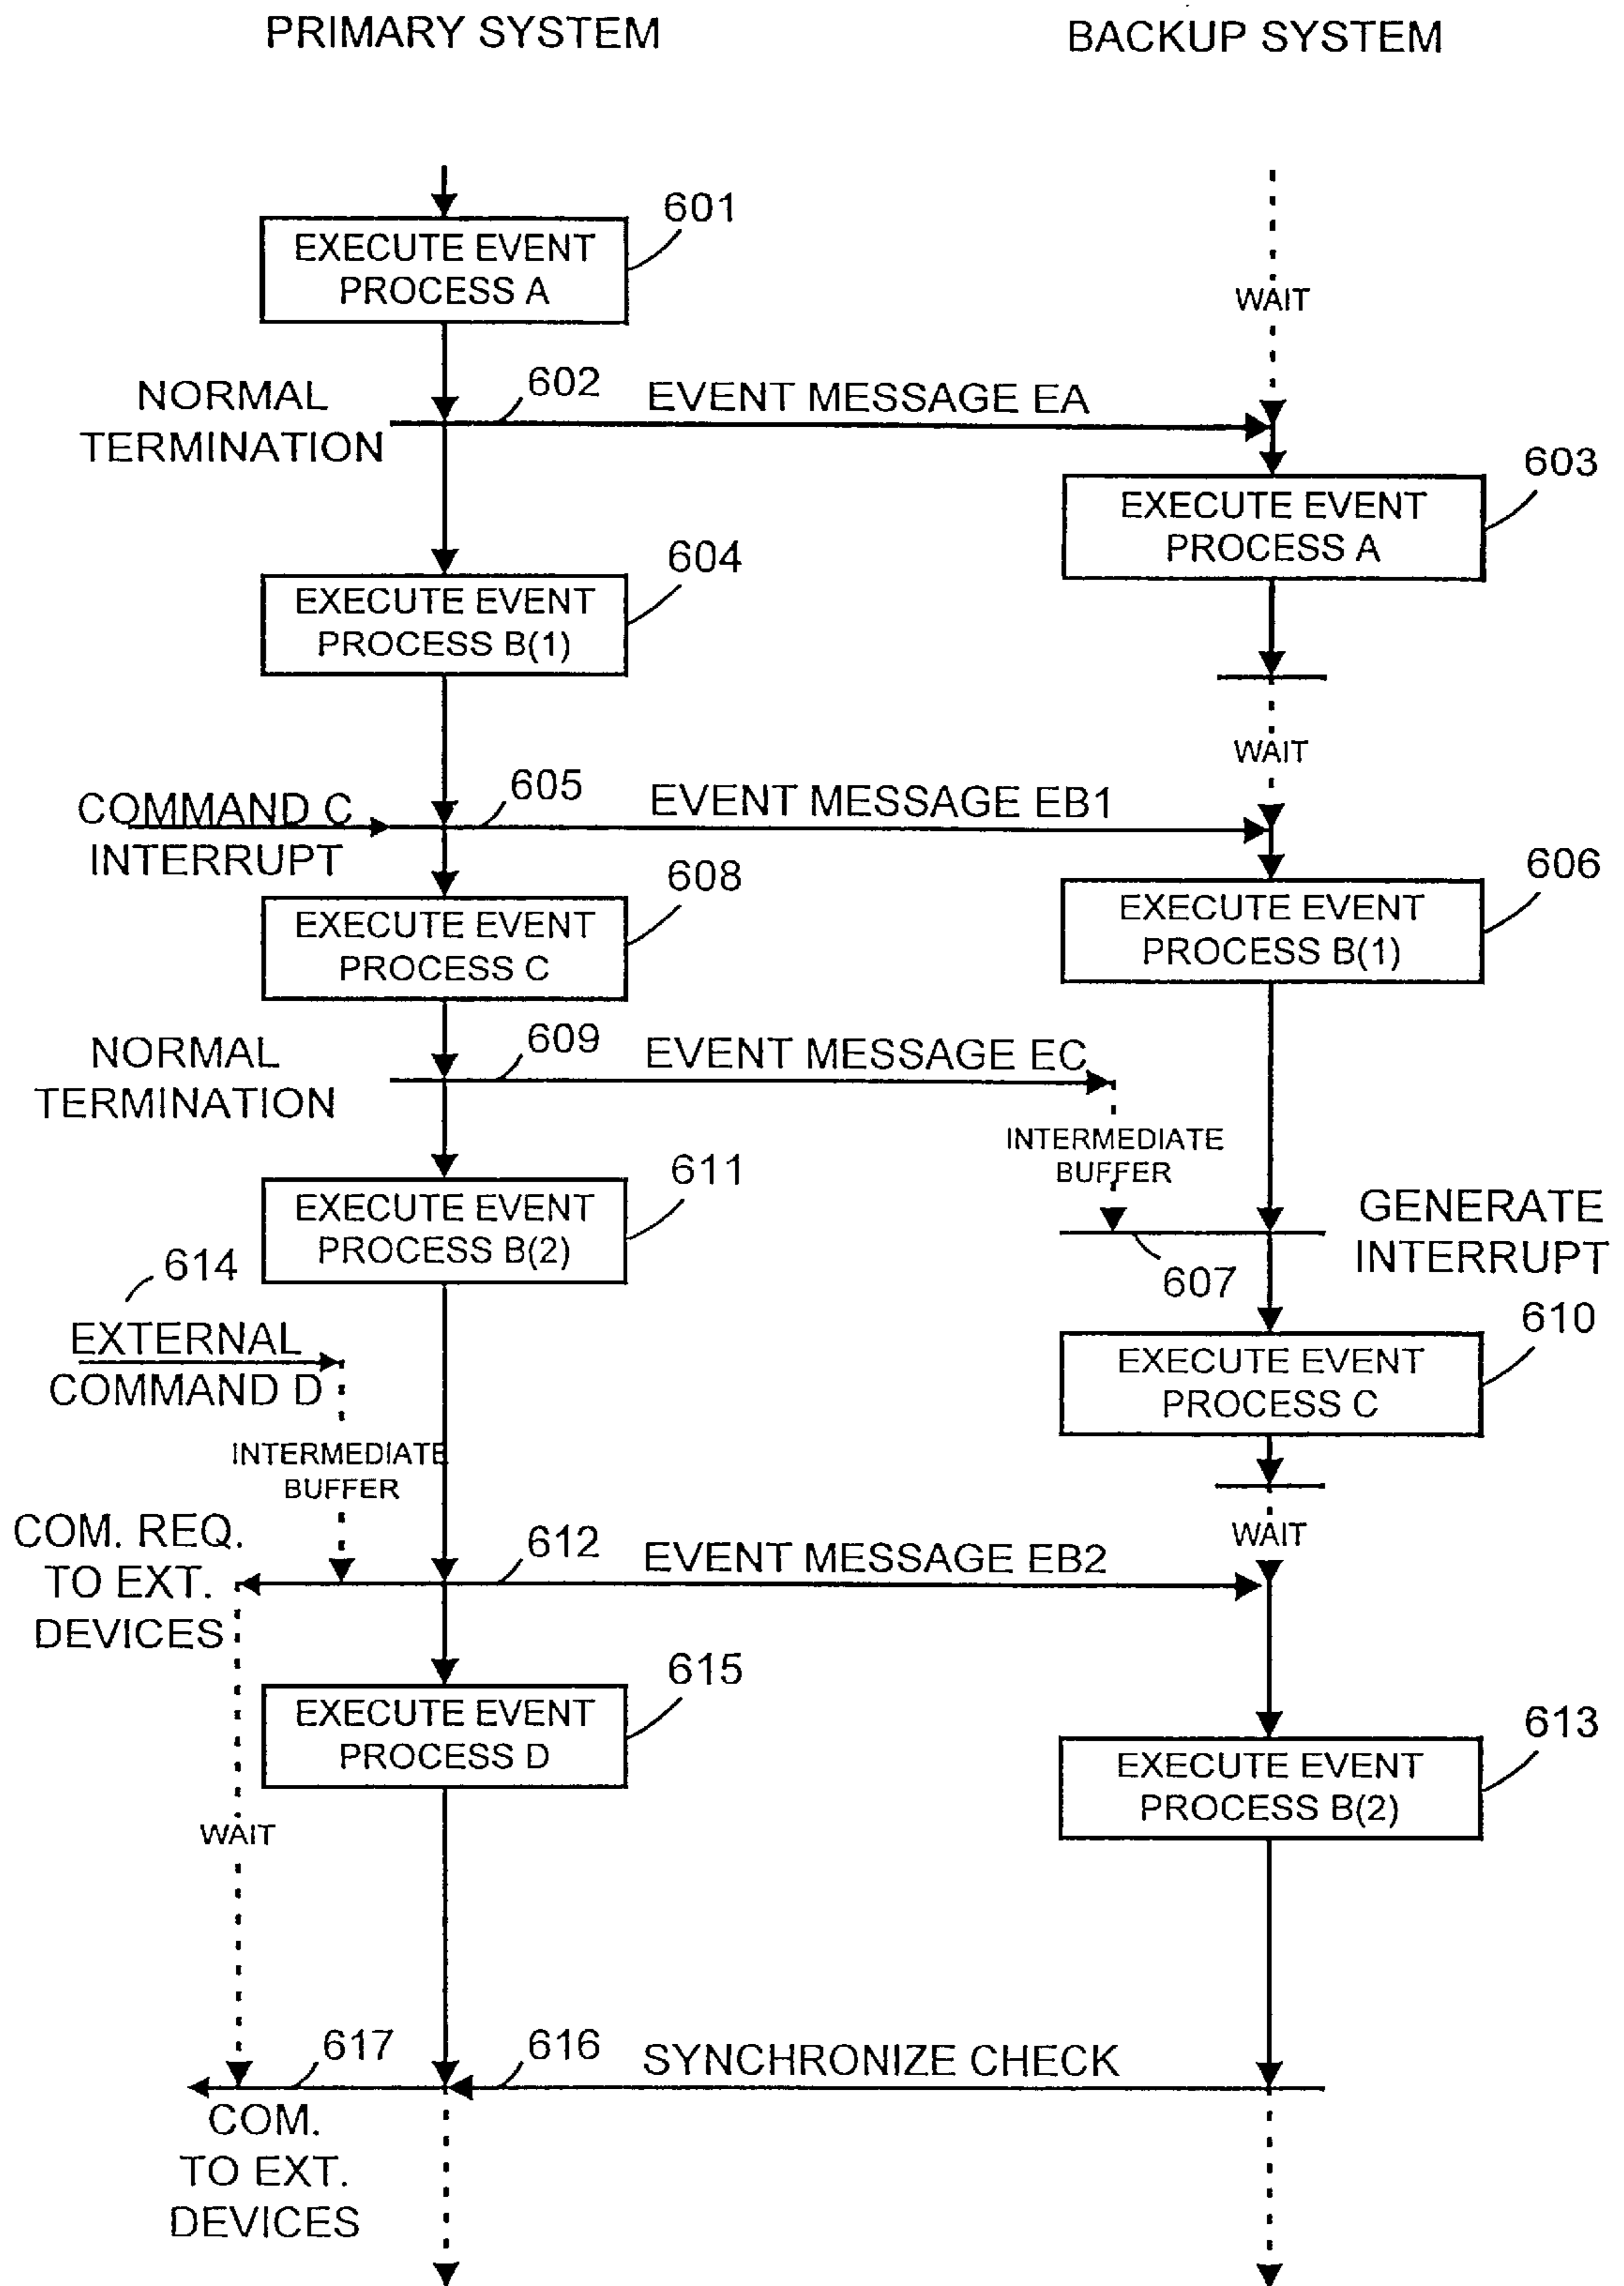 PRIMARY SYSTEM
BACKUP SYSTEM
601
EXECUTE EVENT
PROCESS A
WAIT
NORMAL
TERMINATION
602
EVENT MESSAGE EA
603
EXECUTE EVENT
PROCESS A
604
EXECUTE EVENT
PROCESS B(1)
WAIT
COMMAND C
INTERRUPT
605
EVENT MESSAGE EB1
606
EXECUTE EVENT
PROCESS B(1)
608
EXECUTE EVENT
PROCESS C
NORMAL
TERMINATION
609
EVENT MESSAGE EC
INTERMEDIATE
BUFFER
611
EXECUTE EVENT
PROCESS B(2)
GENERATE
INTERRUPT
607
614
EXTERNAL
COMMAND D
610
EXECUTE EVENT
PROCESS C
INTERMEDIATE
BUFFER
WAIT
COM. REQ.
TO EXT.
DEVICES
612
EVENT MESSAGE EB2
615
EXECUTE EVENT
PROCESS D
613
EXECUTE EVENT
PROCESS B(2)
WAIT
617
616
SYNCHRONIZE CHECK
COM.
TO EXT.
DEVICES